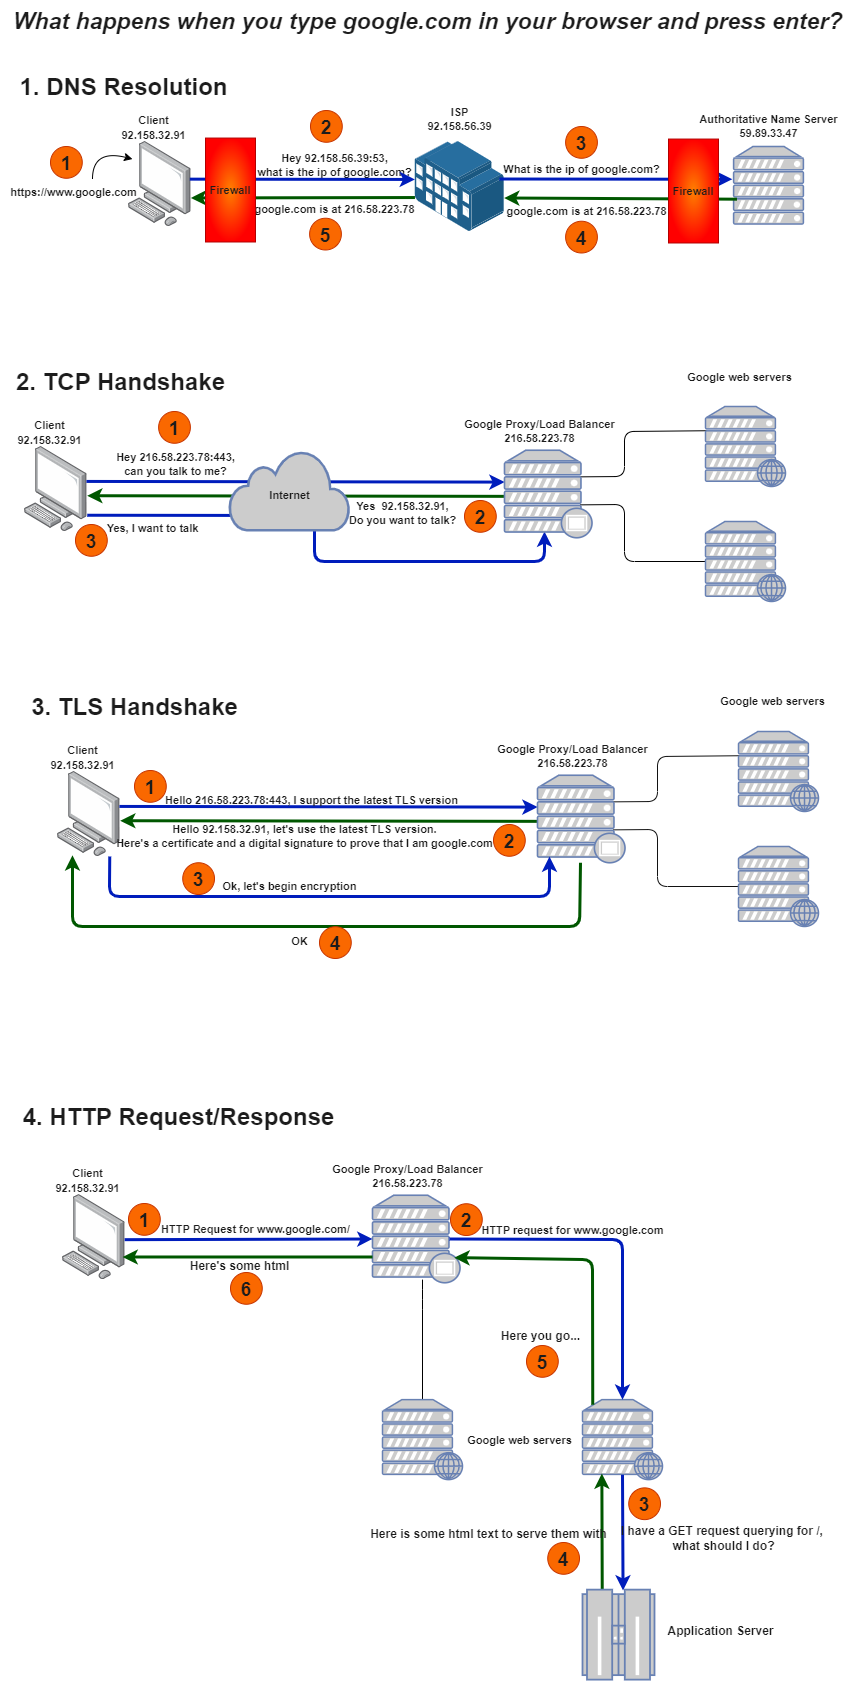 What happens when you type google.com in your browser and press enter?
1. DNS Resolution
Client
92.158.32.91
ISP
92.158.56.39
Authoritative Name Server
59.89.33.47
1
2
3
https://www.google.com
Firewall
Hey 92.158.56.39:53,
what is the ip of google.com?
What is the ip of google.com?
Firewall
google.com is at 216.58.223.78
google.com is at 216.58.223.78
5
4
2. TCP Handshake
Google web servers
Client
92.158.32.91
1
Google Proxy/Load Balancer
216.58.223.78
Hey 216.58.223.78:443,
can you talk to me?
Internet
Yes 92.158.32.91,
Do you want to talk?
2
3
Yes, I want to talk
3. TLS Handshake
Google web servers
Client
92.158.32.91
Google Proxy/Load Balancer
216.58.223.78
1
Hello 216.58.223.78:443, I support the latest TLS version
Hello 92.158.32.91, let's use the latest TLS version.
Here's a certificate and a digital signature to prove that I am google.com
2
3
Ok, let's begin encryption
OK
4
4. HTTP Request/Response
Client
92.158.32.91
Google Proxy/Load Balancer
216.58.223.78
1
HTTP Request for www.google.com/
2
HTTP request for www.google.com
Here's some html
6
Here you go...
5
Google web servers
3
I have a GET request querying for /,
what should I do?
Here is some html text to serve them with
4
Application Server